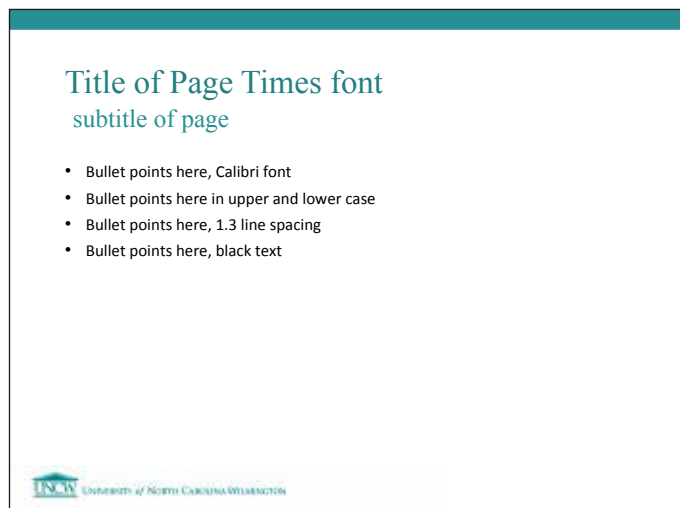 Title of Page Times font
subtitle of page
• Bullet points here, Calibri font
• Bullet points here in upper and lower case
• Bullet points here, 1.3 line spacing
• Bullet points here, black text
UNCW UNIVERSITY of NORTH CAROLINA WILMINGTON